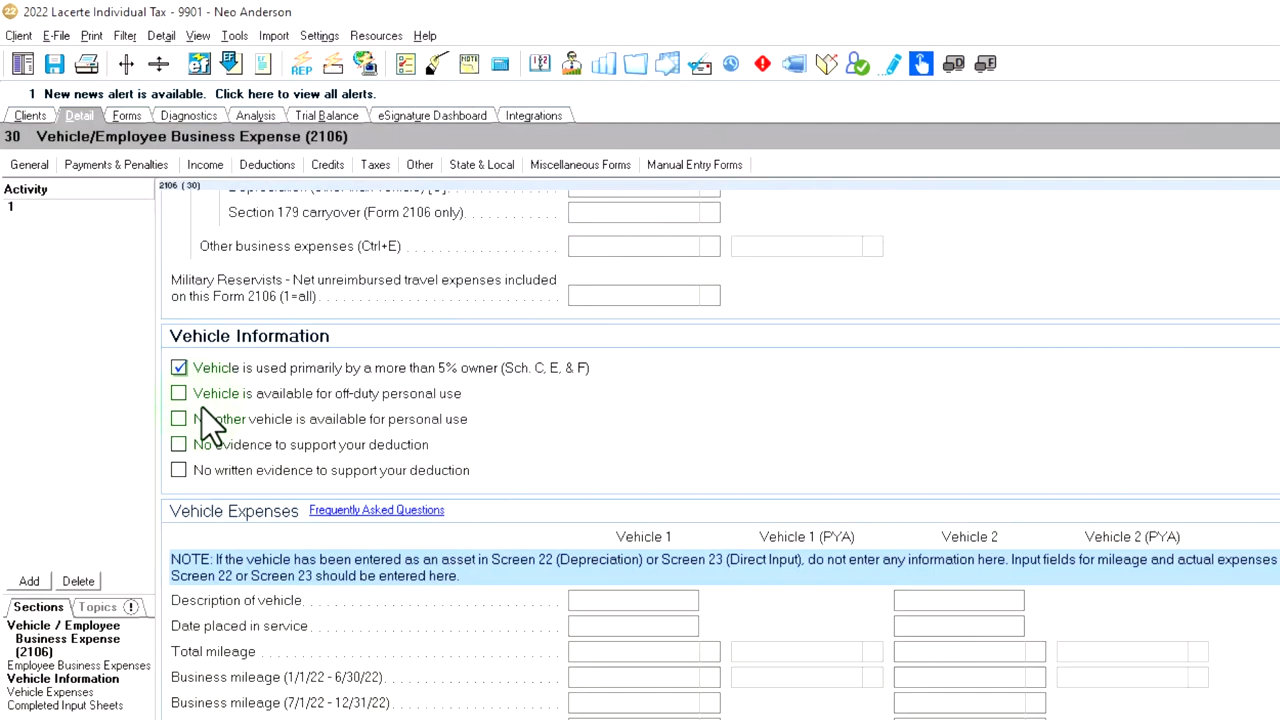 2022 Lacerte Individual Tax - 9901 - Neo Anderson
Client E-File Print Filter Detail View Tools Import Settings Resources Help
1 New news alert is available. Click here to view all alerts.
Clients Detail Forms Diagnostics Analysis Trial Balance eSignature Dashboard Integrations
30 Vehicle/Employee Business Expense (2106)
General Payments & Penalties Income Deductions Credits Taxes Other State & Local Miscellaneous Forms Manual Entry Forms
Activity
1
2106 (30)
Section 179 carryover (Form 2106 only)
Other business expenses (Ctrl+E)
Military Reservists - Net unreimbursed travel expenses included
on this Form 2106 (1=all)
Vehicle Information
Vehicle is used primarily by a more than 5% owner (Sch. C, E, & F)
Vehicle is available for off-duty personal use
No other vehicle is available for personal use
No evidence to support your deduction
No written evidence to support your deduction
Vehicle Expenses Frequently Asked Questions
Vehicle 1 Vehicle 1 (PYA) Vehicle 2 Vehicle 2 (PYA)
NOTE: If the vehicle has been entered as an asset in Screen 22 (Depreciation) or Screen 23 (Direct Input), do not enter any information here. Input fields for mileage and actual expenses
Screen 22 or Screen 23 should be entered here.
Description of vehicle
Date placed in service
Total mileage
Business mileage (1/1/22 - 6/30/22)
Business mileage (7/1/22 - 12/31/22)
Add Delete
Sections Topics
Vehicle / Employee
Business Expense
(2106)
Employee Business Expenses
Vehicle Information
Vehicle Expenses
Completed Input Sheets